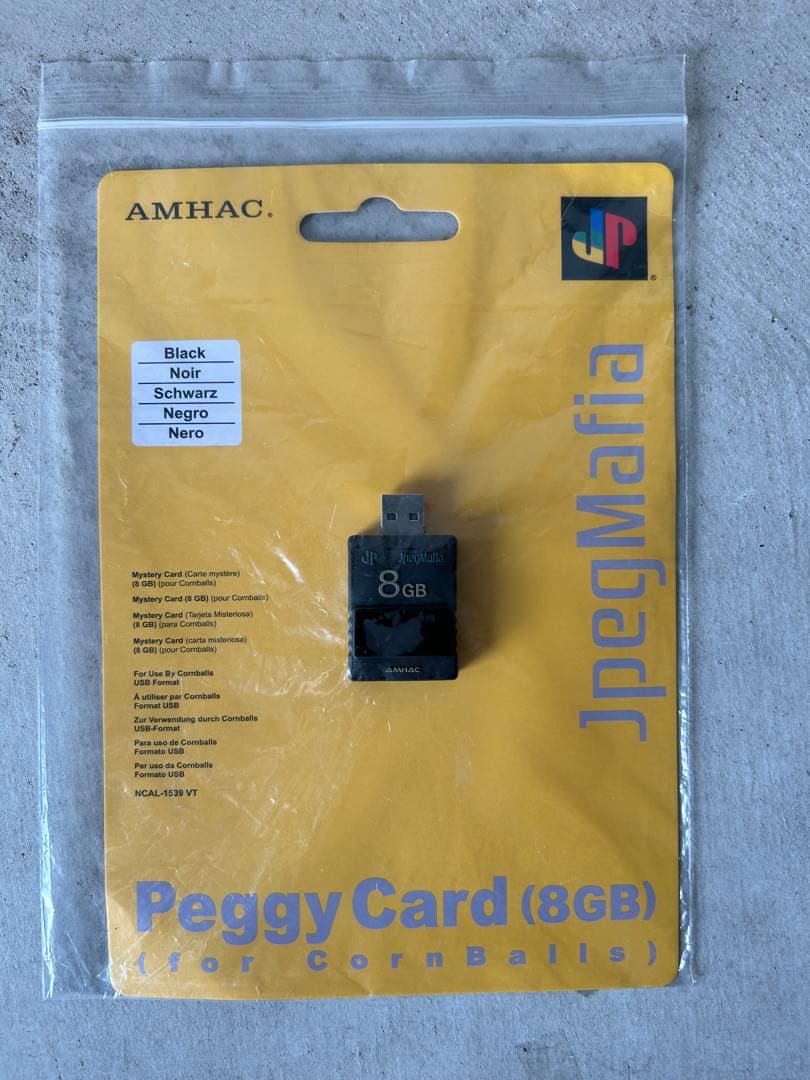 AMHAC®
JP®
Black
Noir
Schwarz
Negro
Nero
JpegMafia
JP JpegMafia
8GB
AMHAC
Mystery Card (Carte mystère)
(8 GB) (pour Cornballs)
Mystery Card (8 GB) (pour Cornballs)
Mystery Card (Tarjeta Misteriosa)
(8 GB) (para Cornballs)
Mystery Card (carta misteriosa)
(8 GB) (pour Cornballs)
For Use By Cornballs
USB Format
À utiliser par Cornballs
Format USB
Zur Verwendung durch Cornballs
USB-Format
Para uso de Cornballs
Formato USB
Per uso da Cornballs
Formato USB
NCAL-1539 VT
Peggy Card (8GB)
(for CornBalls)